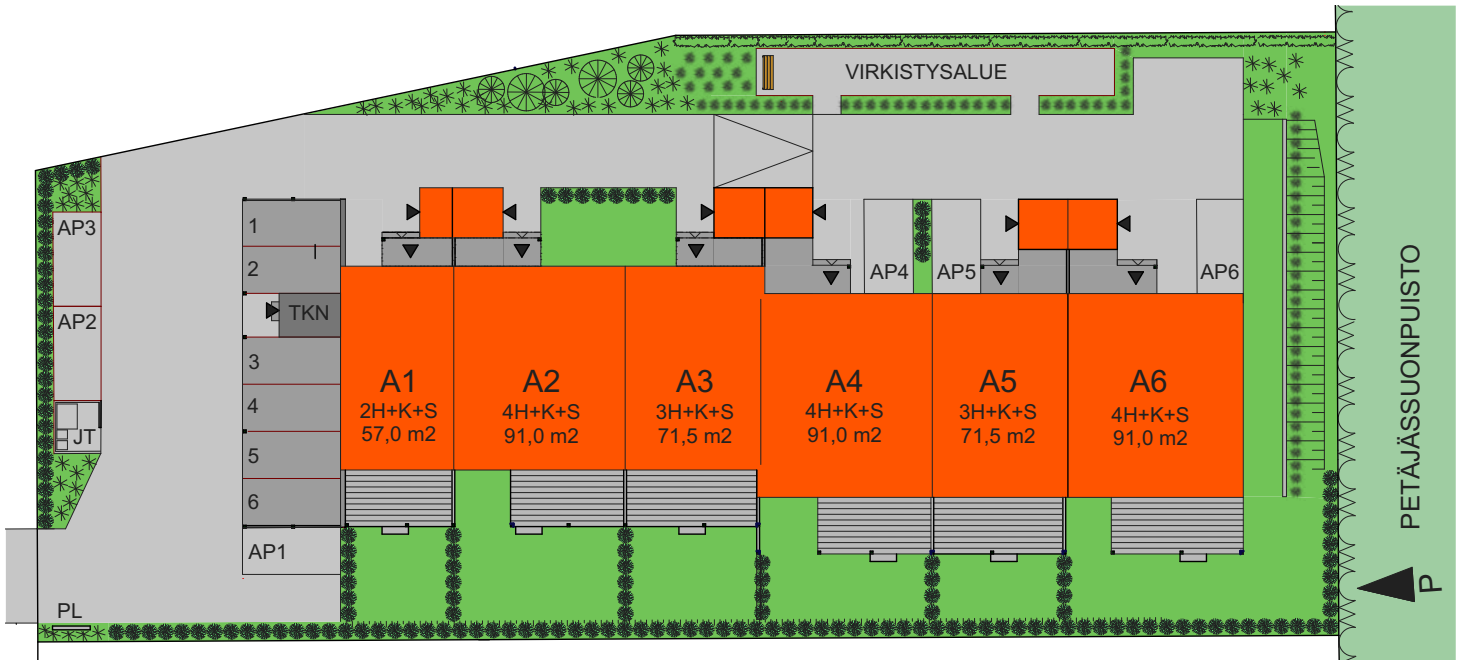 VIRKISTYSALUE
AP3
AP2
JT
PL
1
2
TKN
3
4
5
6
AP1
AP4
AP5
AP6
A1
2H+K+S
57,0 m2
A2
4H+K+S
91,0 m2
A3
3H+K+S
71,5 m2
A4
4H+K+S
91,0 m2
A5
3H+K+S
71,5 m2
A6
4H+K+S
91,0 m2
PETÄJÄSSUONPUISTO
P